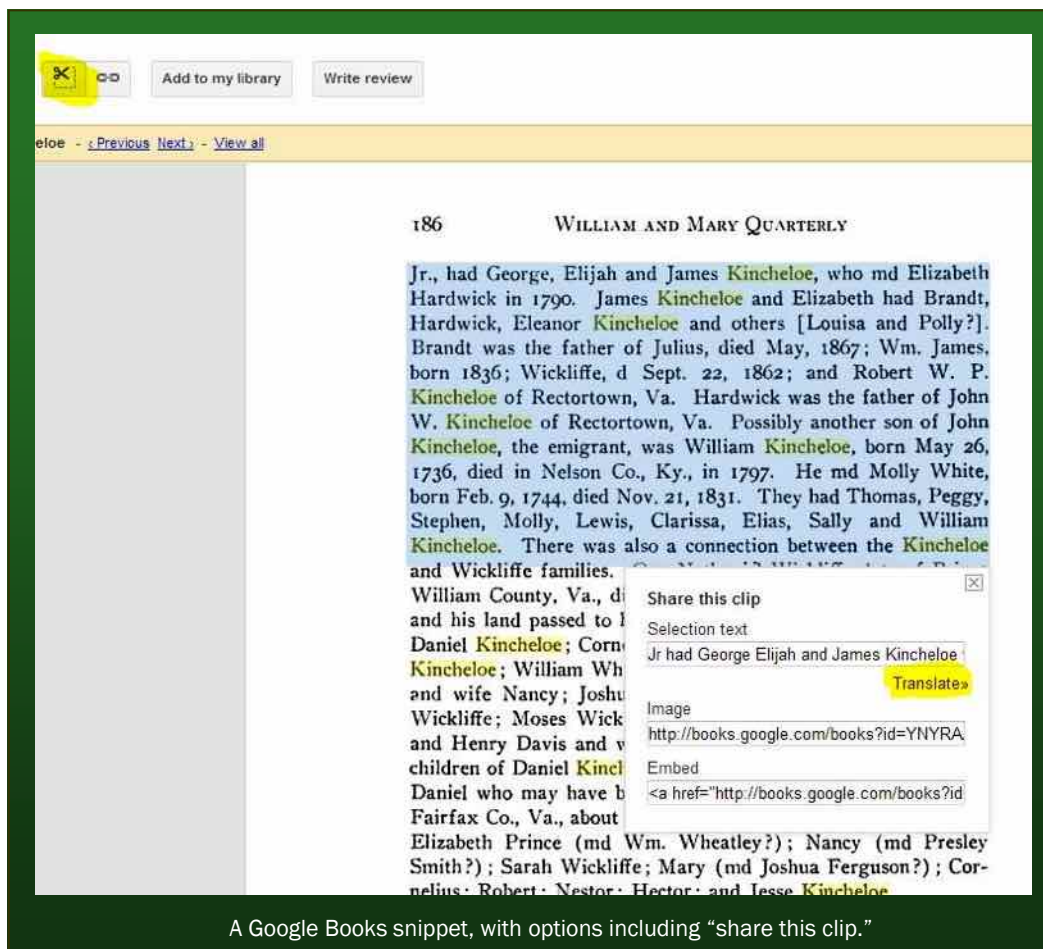 Add to my library Write review
eloe - ‹ Previous Next › - View all
186 WILLIAM AND MARY QUARTERLY
Jr., had George, Elijah and James Kincheloe, who md Elizabeth
Hardwick in 1790. James Kincheloe and Elizabeth had Brandt,
Hardwick, Eleanor Kincheloe and others [Louisa and Polly?].
Brandt was the father of Julius, died May, 1867; Wm. James,
born 1836; Wickliffe, d Sept. 22, 1862; and Robert W. P.
Kincheloe of Rectortown, Va. Hardwick was the father of John
W. Kincheloe of Rectortown, Va. Possibly another son of John
Kincheloe, the emigrant, was William Kincheloe, born May 26,
1736, died in Nelson Co., Ky., in 1797. He md Molly White,
born Feb. 9, 1744, died Nov. 21, 1831. They had Thomas, Peggy,
Stephen, Molly, Lewis, Clarissa, Elias, Sally and William
Kincheloe. There was also a connection between the Kincheloe
and Wickliffe families.
William County, Va., di
and his land passed to
Daniel Kincheloe; Corn
Kincheloe; William Wh
and wife Nancy; Joshu
Wickliffe; Moses Wick
and Henry Davis and
children of Daniel Kincl
Daniel who may have b
Fairfax Co., Va., about
Share this clip
Selection text
Jr had George Elijah and James Kincheloe
Translate»
Image
http://books.google.com/books?id=YNYRA
Embed
<a href="http://books.google.com/books?id
Elizabeth Prince (md Wm. Wheatley?); Nancy (md Presley
Smith?); Sarah Wickliffe; Mary (md Joshua Ferguson?); Cor-
nelius; Robert; Nestor; Hector; and Jesse Kincheloe
A Google Books snippet, with options including “share this clip.”